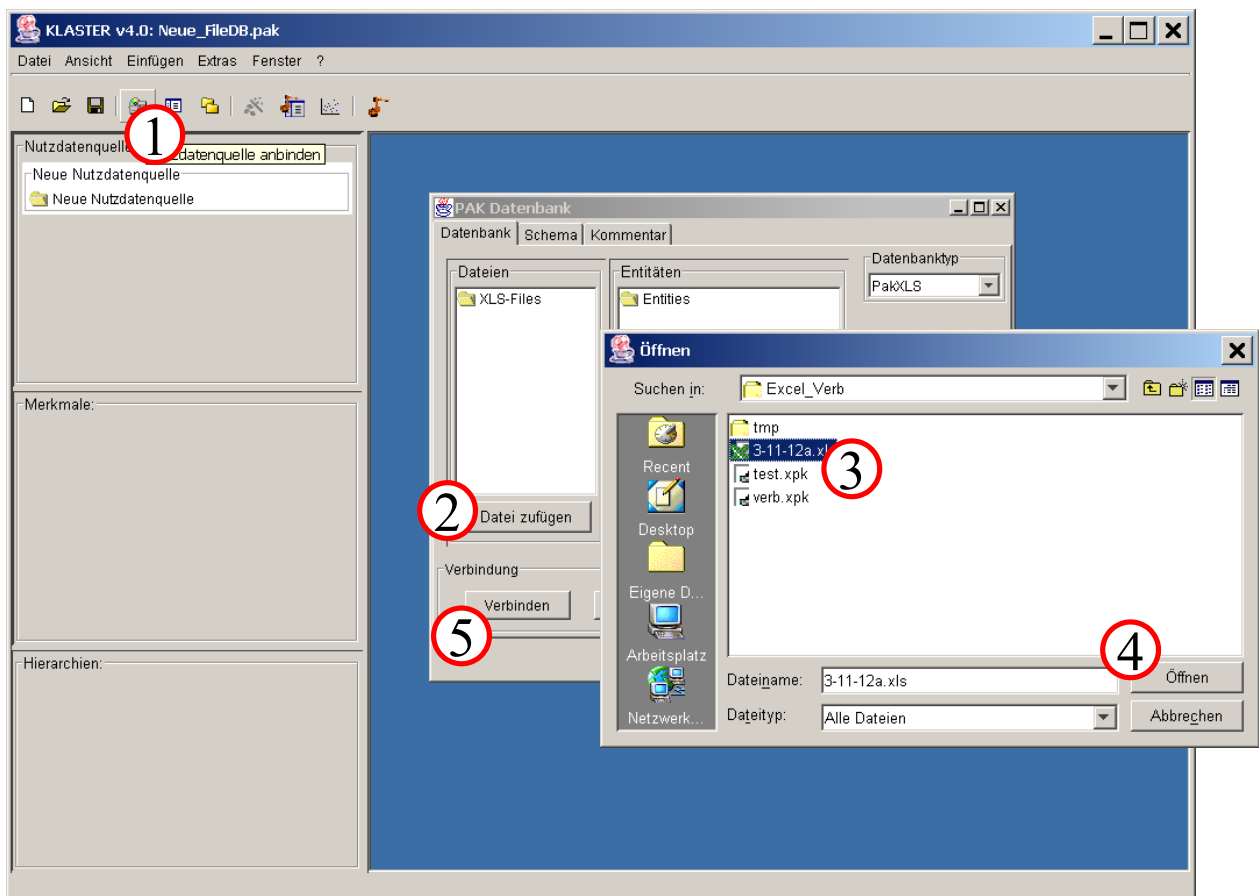 KLASTER v4.0: Neue_FileDB.pak
Datei Ansicht Einfügen Extras Fenster ?
1
Nutzdatenquelle
datenquelle anbinden
Neue Nutzdatenquelle
Neue Nutzdatenquelle
Merkmale:
Hierarchien:
PAK Datenbank
Datenbank Schema Kommentar
Dateien
XLS-Files
Entitäten
Entities
Datenbanktyp
PakXLS
2
Datei zufügen
Verbindung
Verbinden
5
Öffnen
Suchen in:
Excel_Verb
Recent
Desktop
Eigene D...
Arbeitsplatz
Netzwerk...
tmp
3-11-12a.xls
test.xpk
verb.xpk
3
4
Dateiname:
3-11-12a.xls
Öffnen
Dateityp:
Alle Dateien
Abbrechen